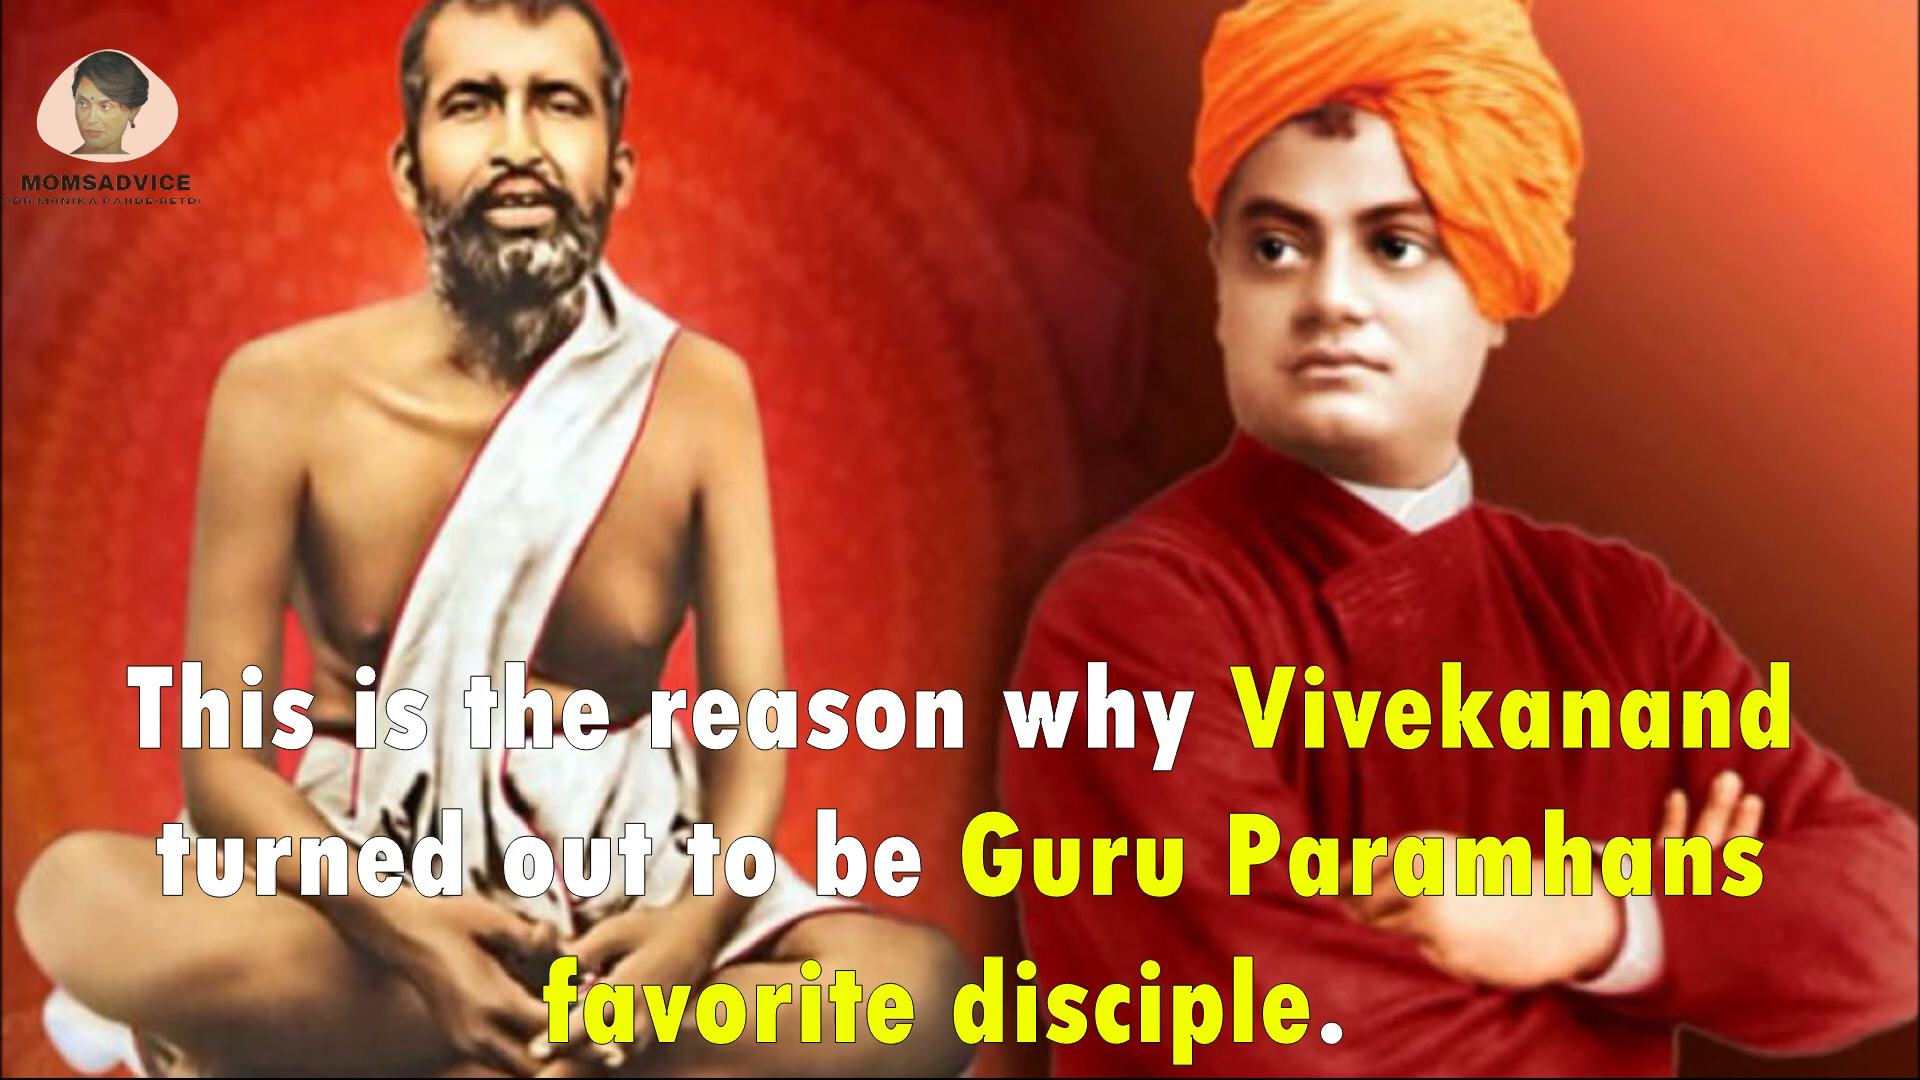 MOMSADVICE
This is the reason why Vivekanand
turned out to be Guru Paramhans
favorite disciple.